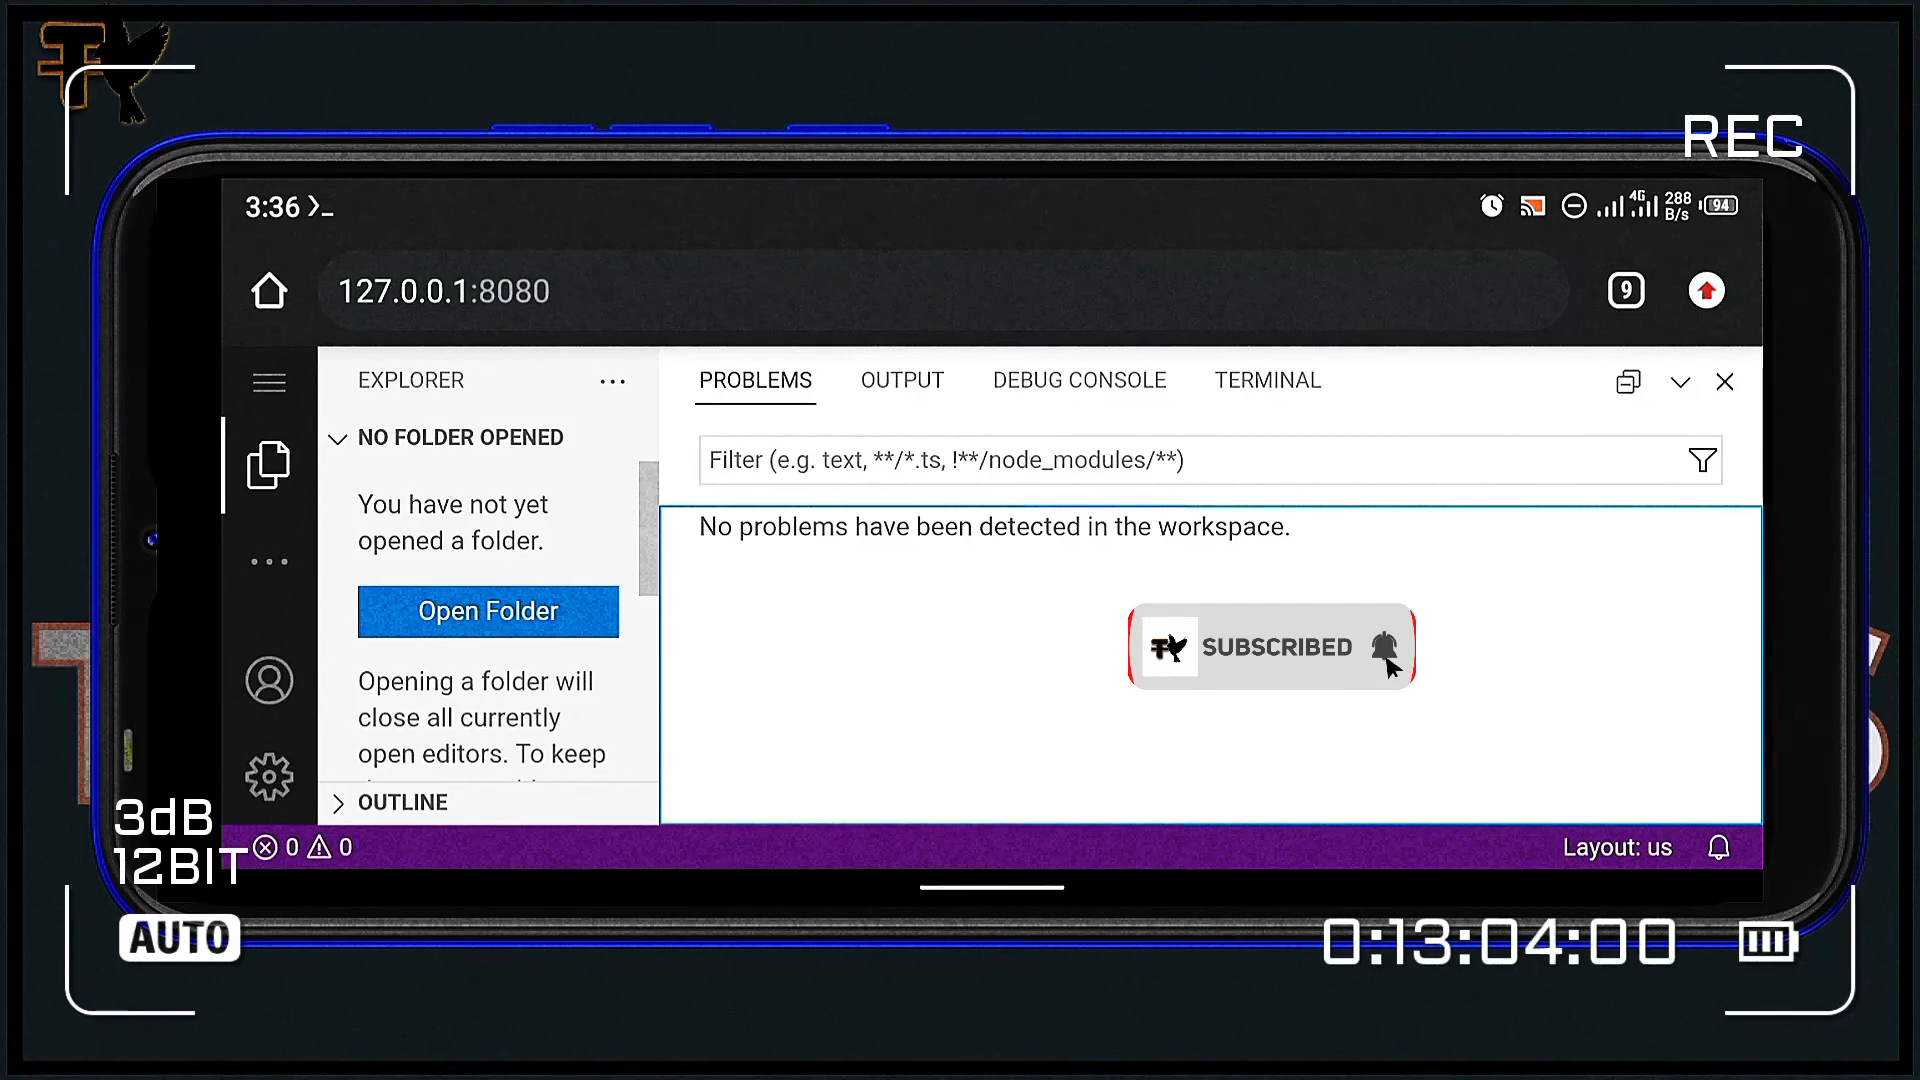 REC
3:36
4G
288
B/s
94
127.0.0.1:8080
9
EXPLORER
PROBLEMS
OUTPUT
DEBUG CONSOLE
TERMINAL
NO FOLDER OPENED
Filter (e.g. text, **/*.ts, !**/node_modules/**)
You have not yet
opened a folder.
No problems have been detected in the workspace.
Open Folder
SUBSCRIBED
Opening a folder will
close all currently
open editors. To keep
OUTLINE
3dB
12BIT
0
0
Layout: us
AUTO
0:13:04:00